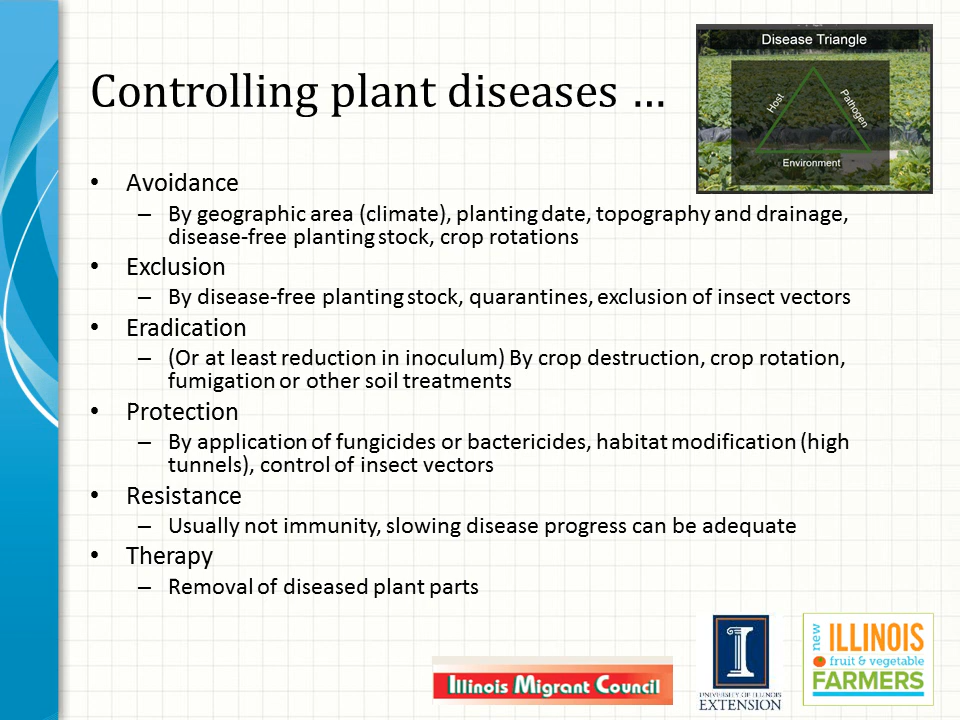 Controlling plant diseases …
Disease Triangle
Host
Pathogen
Environment
• Avoidance
– By geographic area (climate), planting date, topography and drainage,
disease-free planting stock, crop rotations
• Exclusion
– By disease-free planting stock, quarantines, exclusion of insect vectors
• Eradication
– (Or at least reduction in inoculum) By crop destruction, crop rotation,
fumigation or other soil treatments
• Protection
– By application of fungicides or bactericides, habitat modification (high
tunnels), control of insect vectors
• Resistance
– Usually not immunity, slowing disease progress can be adequate
• Therapy
– Removal of diseased plant parts
Illinois Migrant Council
I
UNIVERSITY OF ILLINOIS
EXTENSION
new
ILLINOIS
fruit & vegetable
FARMERS